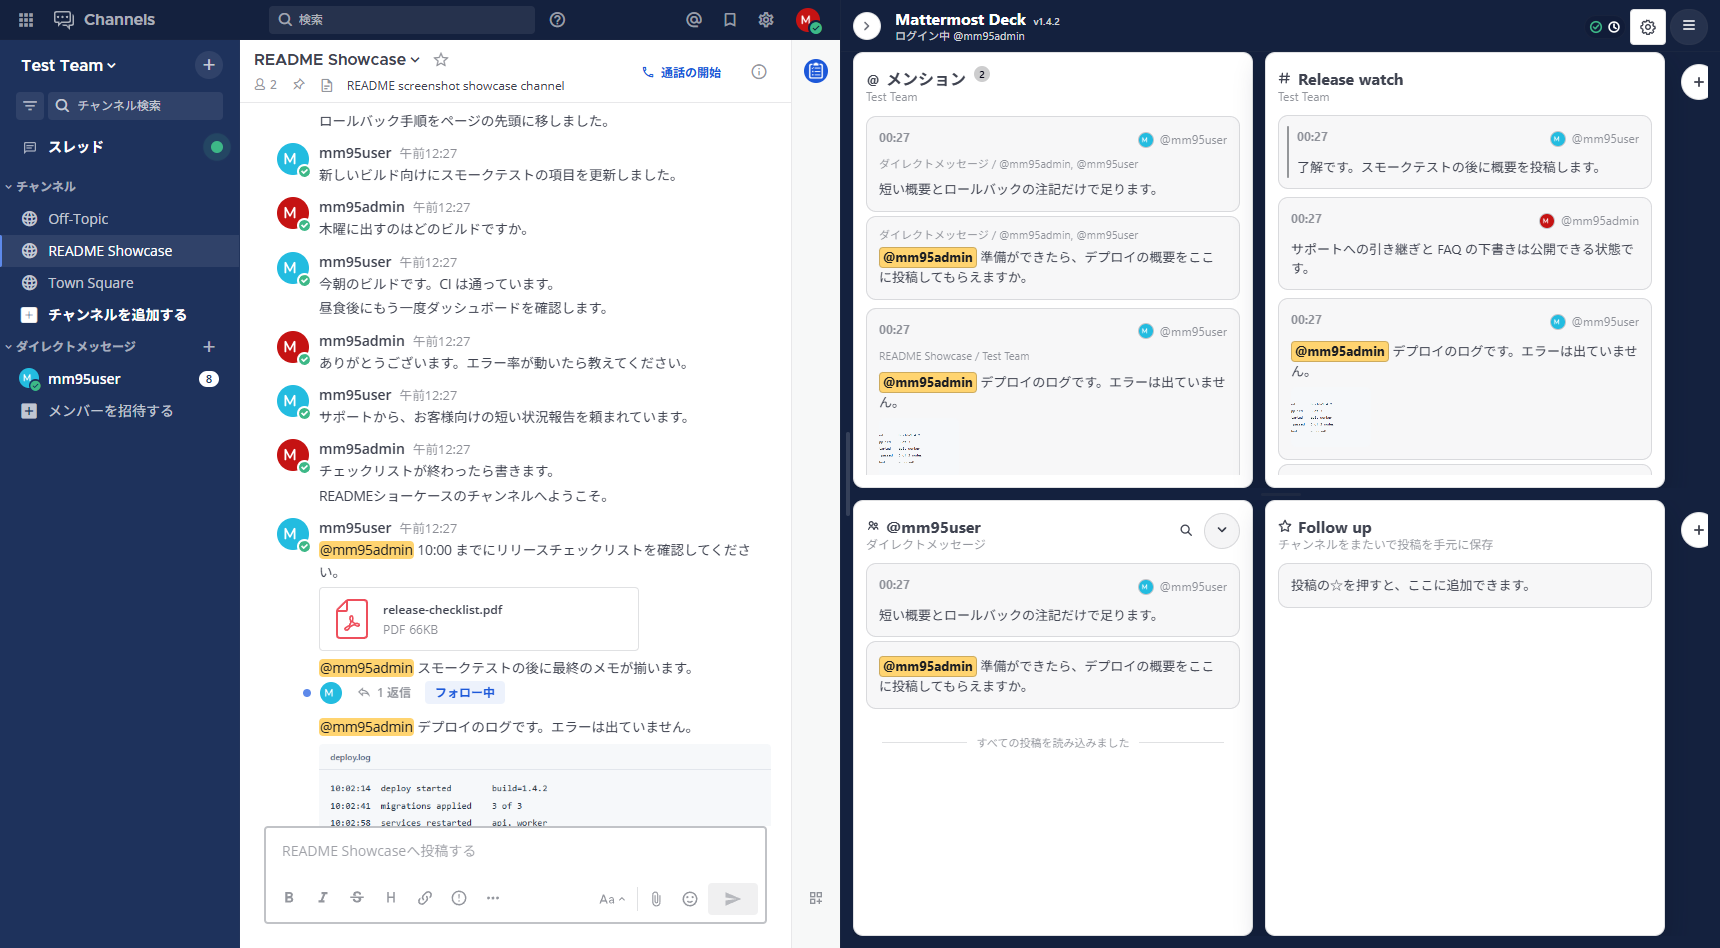 Channels
検索
M
Test Team
チャンネル検索
スレッド
チャンネル
Off-Topic
README Showcase
Town Square
チャンネルを追加する
ダイレクトメッセージ
M
mm95user
8
メンバーを招待する
README Showcase
2
README screenshot showcase channel
通話の開始
ロールバック手順をページの先頭に移しました。
M
mm95user 午前12:27
新しいビルド向けにスモークテストの項目を更新しました。
M
mm95admin 午前12:27
木曜に出すのはどのビルドですか。
M
mm95user 午前12:27
今朝のビルドです。CI は通っています。
昼食後にもう一度ダッシュボードを確認します。
M
mm95admin 午前12:27
ありがとうございます。エラー率が動いたら教えてください。
M
mm95user 午前12:27
サポートから、お客様向けの短い状況報告を頼まれています。
M
mm95admin 午前12:27
チェックリストが終わったら書きます。
READMEショーケースのチャンネルへようこそ。
M
mm95user 午前12:27
@mm95admin 10:00 までにリリースチェックリストを確認してくださ
い。
release-checklist.pdf
PDF 66KB
@mm95admin スモークテストの後に最終のメモが揃います。
M
1 返信
フォロー中
@mm95admin デプロイのログです。エラーは出ていません。
deploy.log
10:02:14 deploy started build=1.4.2
10:02:41 migrations applied 3 of 3
10:02:58 services restarted api, worker
README Showcaseへ投稿する
B I S H Aa
Mattermost Deck v1.4.2
ログイン中 @mm95admin
@ メンション 2
Test Team
00:27
M @mm95user
ダイレクトメッセージ / @mm95admin, @mm95user
短い概要とロールバックの注記だけで足ります。
ダイレクトメッセージ / @mm95admin, @mm95user
@mm95admin 準備ができたら、デプロイの概要をここ
に投稿してもらえますか。
00:27
M @mm95user
README Showcase / Test Team
@mm95admin デプロイのログです。エラーは出ていませ
ん。
# Release watch
Test Team
00:27
M @mm95user
了解です。スモークテストの後に概要を投稿します。
00:27
M @mm95admin
サポートへの引き継ぎと FAQ の下書きは公開できる状態で
す。
00:27
M @mm95user
@mm95admin デプロイのログです。エラーは出ていませ
ん。
@mm95user
ダイレクトメッセージ
00:27
M @mm95user
短い概要とロールバックの注記だけで足ります。
@mm95admin 準備ができたら、デプロイの概要をここ
に投稿してもらえますか。
すべての投稿を読み込みました
Follow up
チャンネルをまたいで投稿を手元に保存
投稿の☆を押すと、ここに追加できます。